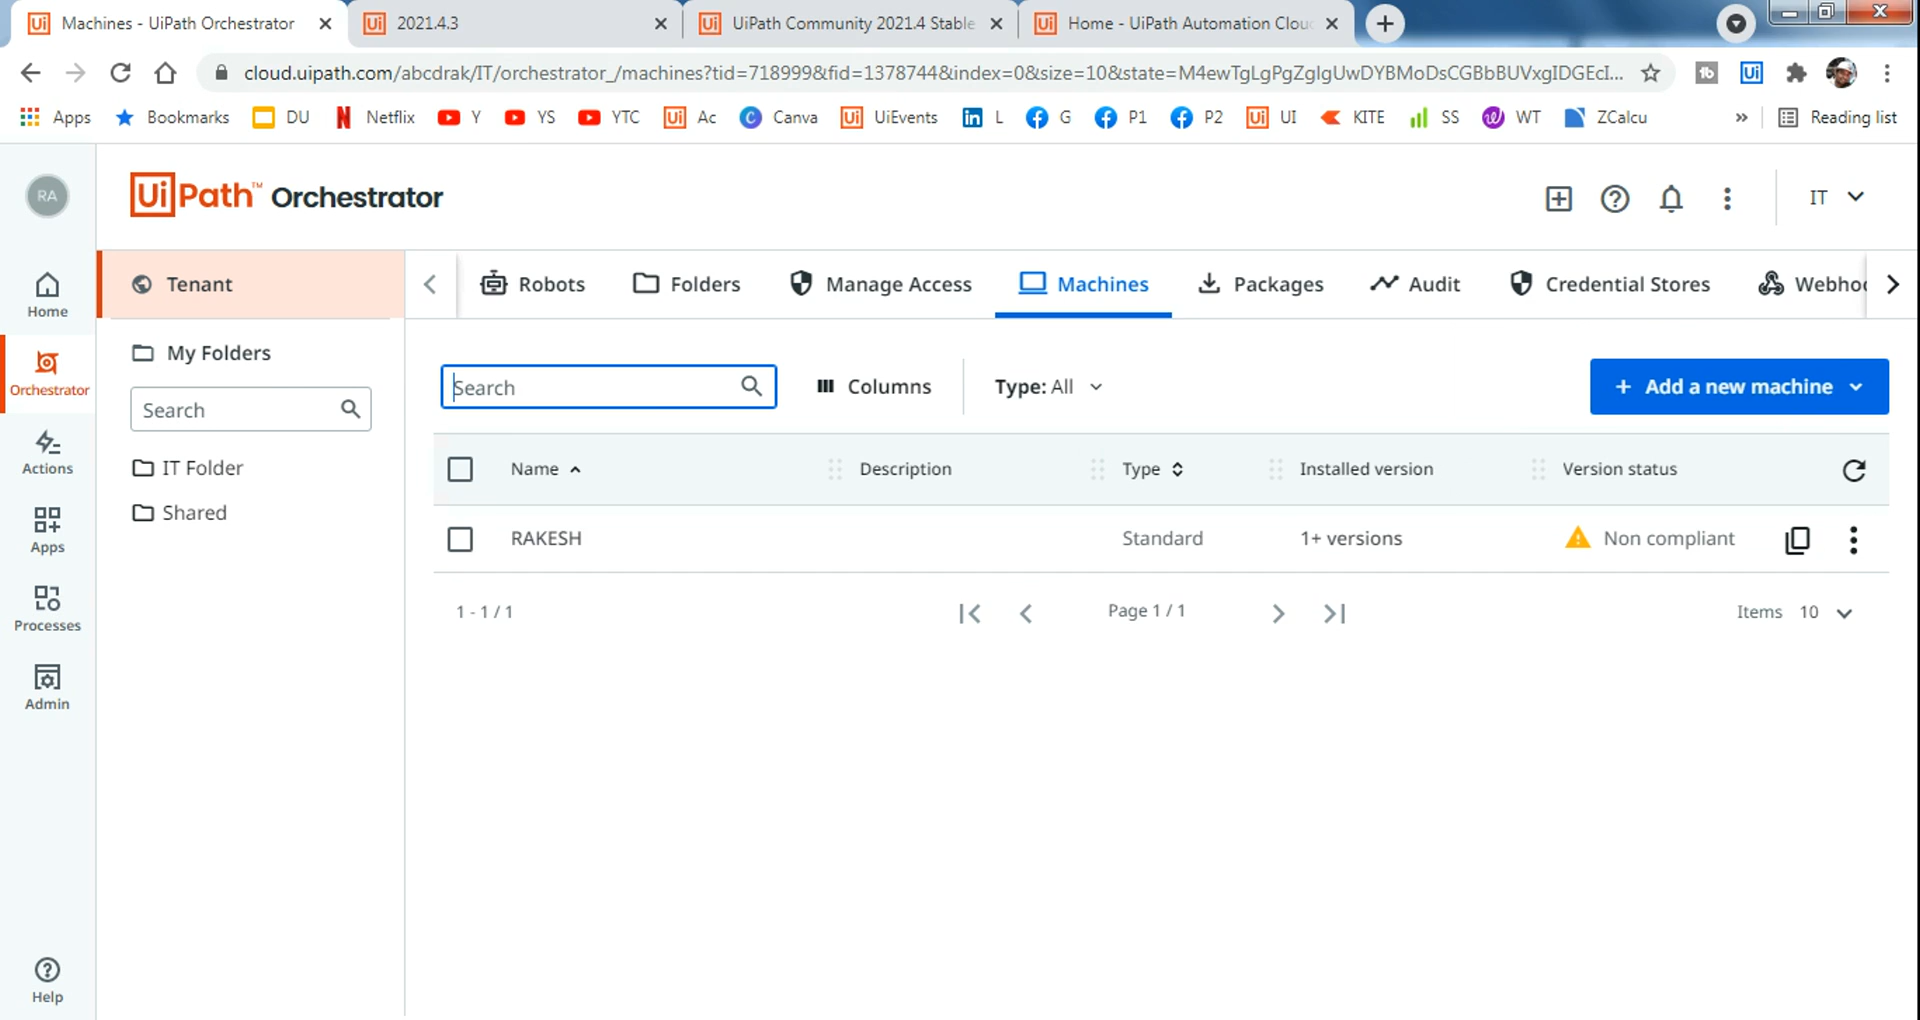 Machines - UiPath Orchestrator
2021.4.3
UiPath Community 2021.4 Stable
Home - UiPath Automation Clou
cloud.uipath.com/abcdrak/IT/orchestrator_/machines?tid=718999&fid=1378744&index=0&size=10&state=M4ewTgLgPgZgIgUwDYBMoDsCGBbBUVxgIDGEcI...
Apps
Bookmarks
DU
Netflix
Y
YS
YTC
Ac
Canva
UiEvents
L
G
P1
P2
UI
KITE
SS
WT
ZCalcu
»
Reading list
RA
UiPath™ Orchestrator
IT
Home
Orchestrator
Actions
Apps
Processes
Admin
Help
Tenant
My Folders
Search
IT Folder
Shared
Robots
Folders
Manage Access
Machines
Packages
Audit
Credential Stores
Webhoo
Search
Columns
Type: All
+ Add a new machine
Name
Description
Type
Installed version
Version status
RAKESH
Standard
1+ versions
Non compliant
1 - 1 / 1
Page 1 / 1
Items 10